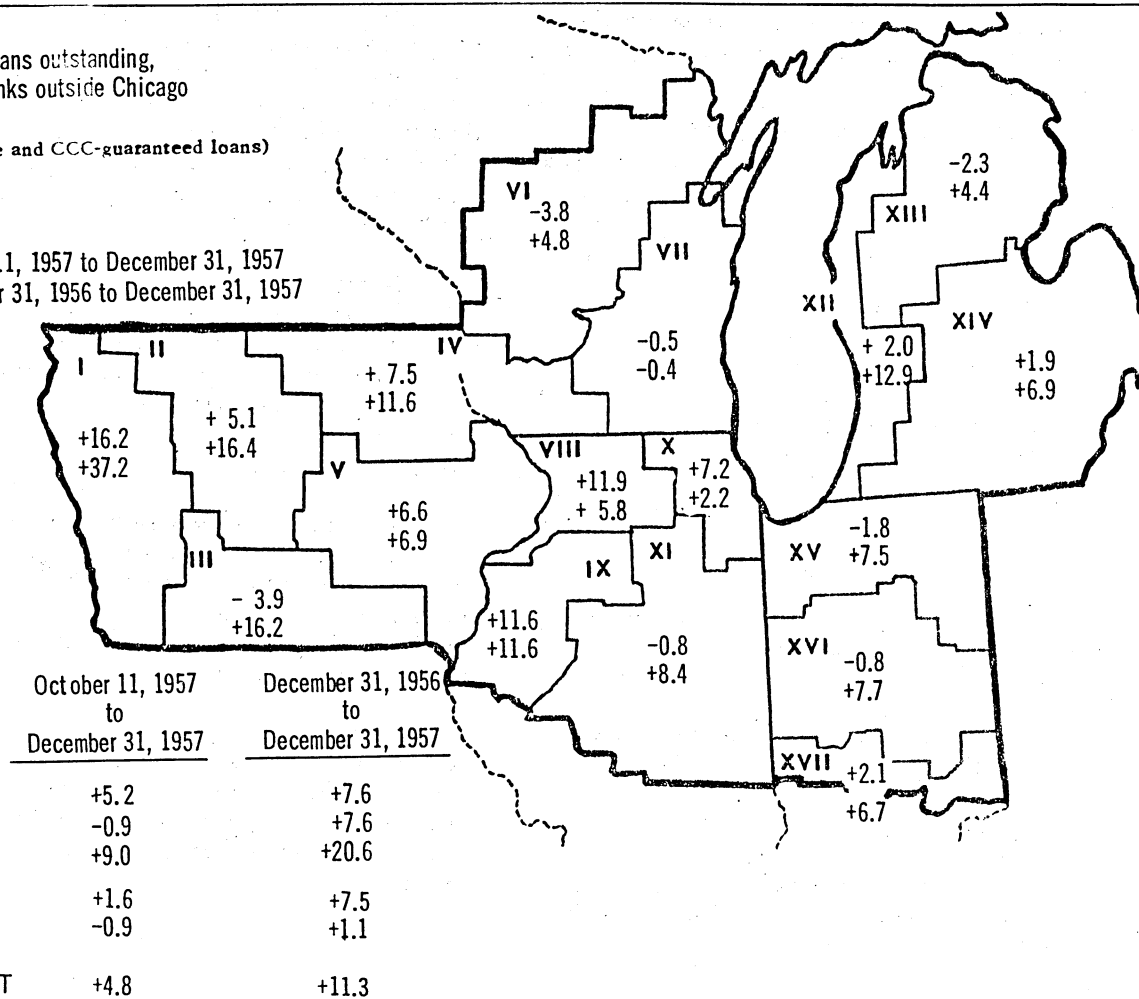 ans outstanding,
nks outside Chicago
e and CCC-guaranteed loans)
.1, 1957 to December 31, 1957
r 31, 1956 to December 31, 1957
VI
-3.8
+4.8
VII
-0.5
-0.4
XIII
-2.3
+4.4
XII
+ 2.0
+12.9
XIV
+1.9
+6.9
I
+16.2
+37.2
II
+ 5.1
+16.4
IV
+ 7.5
+11.6
V
+6.6
+6.9
III
- 3.9
+16.2
VIII
+11.9
+ 5.8
X
+7.2
+2.2
IX
+11.6
+11.6
XI
-0.8
+8.4
XV
-1.8
+7.5
XVI
-0.8
+7.7
XVII
+2.1
+6.7
October 11, 1957 December 31, 1956
to to
December 31, 1957 December 31, 1957
+5.2 +7.6
-0.9 +7.6
+9.0 +20.6
+1.6 +7.5
-0.9 +1.1
T +4.8 +11.3